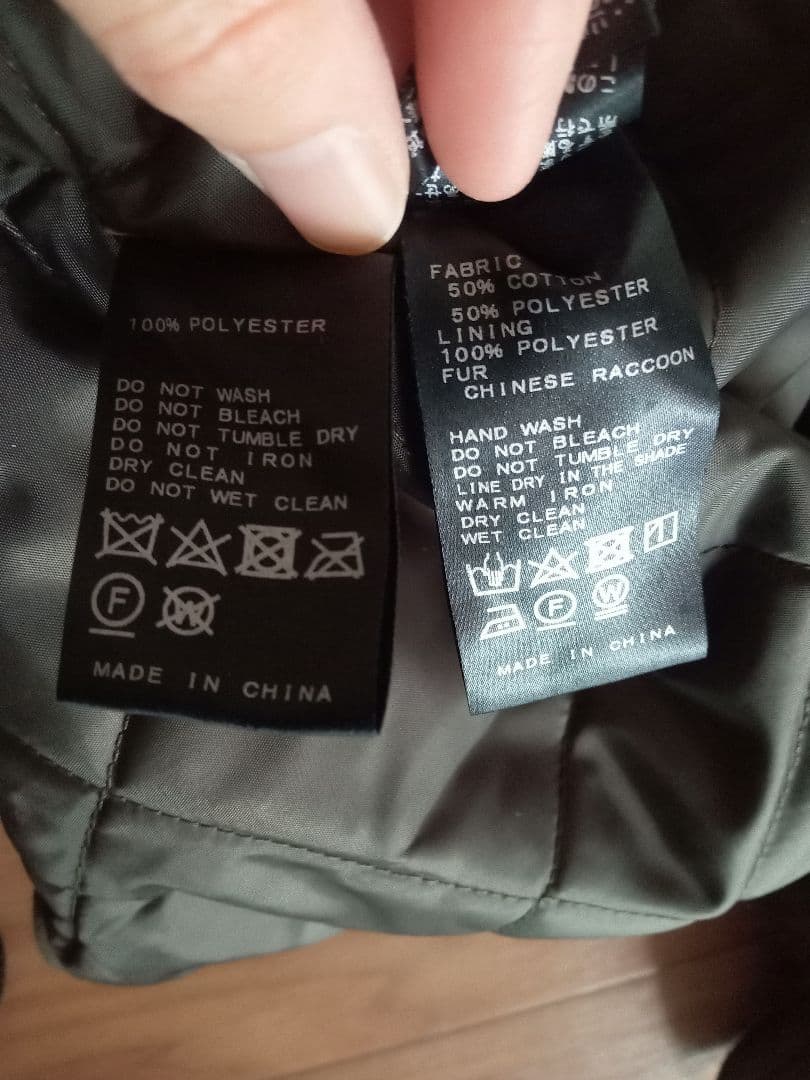 100% POLYESTER
DO NOT WASH
DO NOT BLEACH
DO NOT TUMBLE DRY
DO NOT IRON
DRY CLEAN
DO NOT WET CLEAN
F
W
MADE IN CHINA
FABRIC
50% COTTON
50% POLYESTER
LINING
100% POLYESTER
FUR
CHINESE RACCOON
HAND WASH
DO NOT BLEACH
DO NOT TUMBLE DRY
LINE DRY IN THE SHADE
WARM IRON
DRY CLEAN
WET CLEAN
F
W
MADE IN CHINA